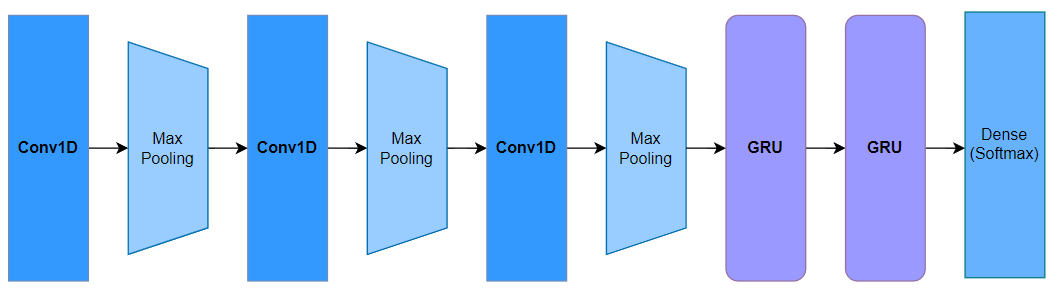 Conv1D
Max
Pooling
Conv1D
Max
Pooling
Conv1D
Max
Pooling
GRU
GRU
Dense
(Softmax)